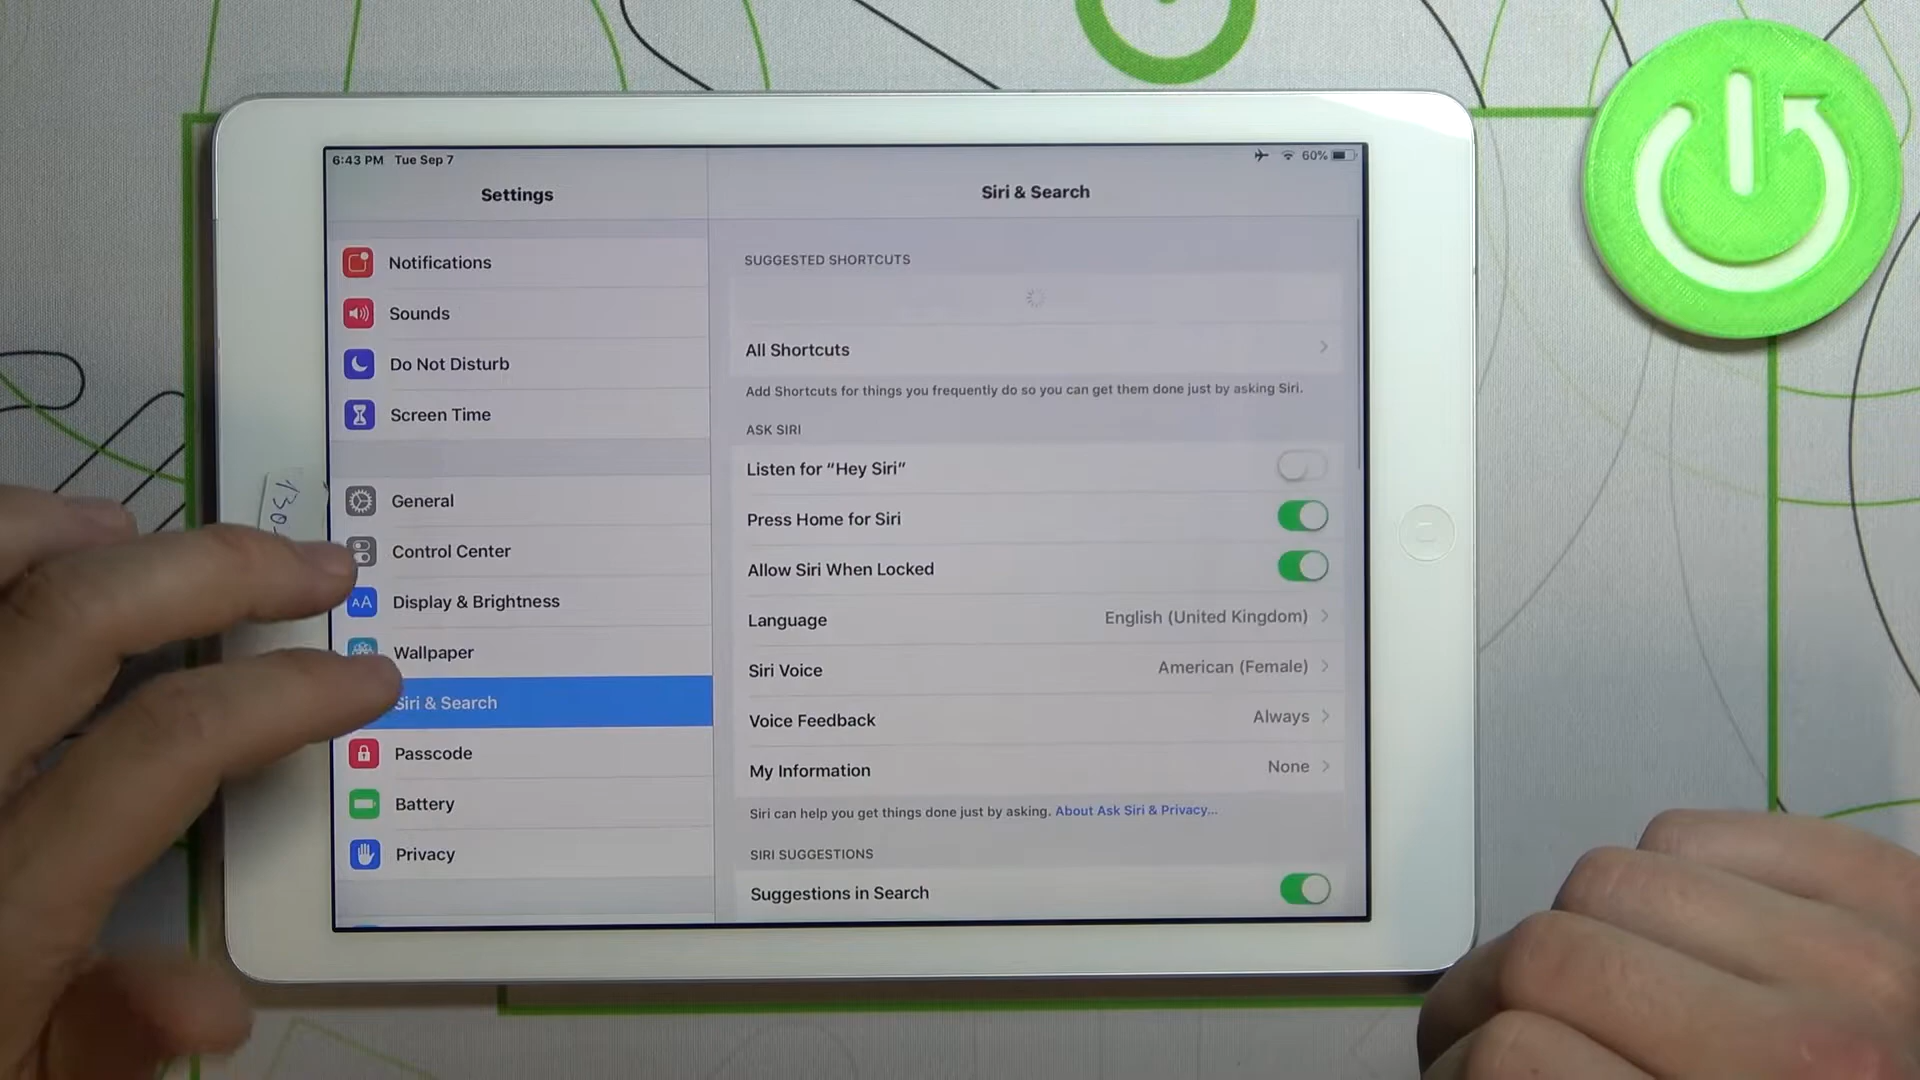 6:43 PM Tue Sep 7
60%
Settings
Notifications
Sounds
Do Not Disturb
Screen Time
General
Control Center
AA Display & Brightness
Wallpaper
Siri & Search
Passcode
Battery
Privacy
Siri & Search
SUGGESTED SHORTCUTS
All Shortcuts
Add Shortcuts for things you frequently do so you can get them done just by asking Siri.
ASK SIRI
Listen for “Hey Siri”
Press Home for Siri
Allow Siri When Locked
Language English (United Kingdom)
Siri Voice American (Female)
Voice Feedback Always
My Information None
Siri can help you get things done just by asking. About Ask Siri & Privacy...
SIRI SUGGESTIONS
Suggestions in Search